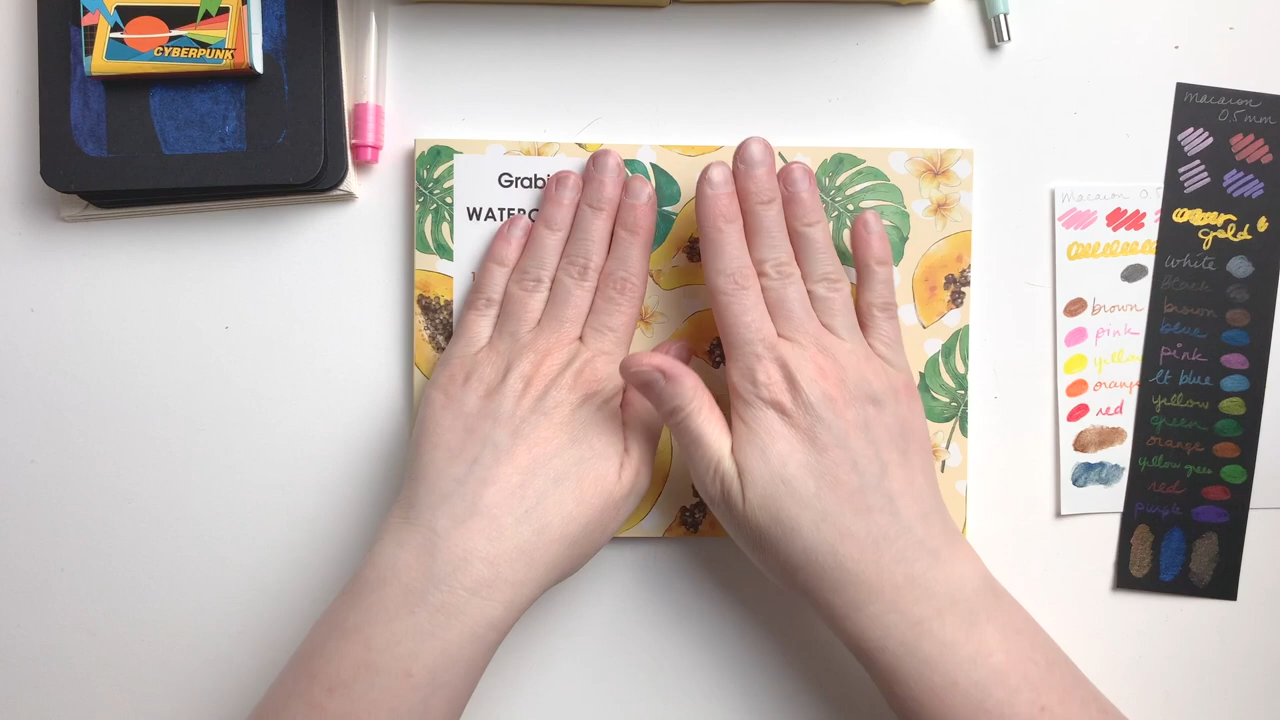 CYBERPUNK
Grabi
WATERC
macaron 0.5
brown
pink
yellow
orange
red
macaron
0.5mm
gold
white
Black
brown
blue
pink
lt blue
yellow
green
orange
yellow green
red
purple